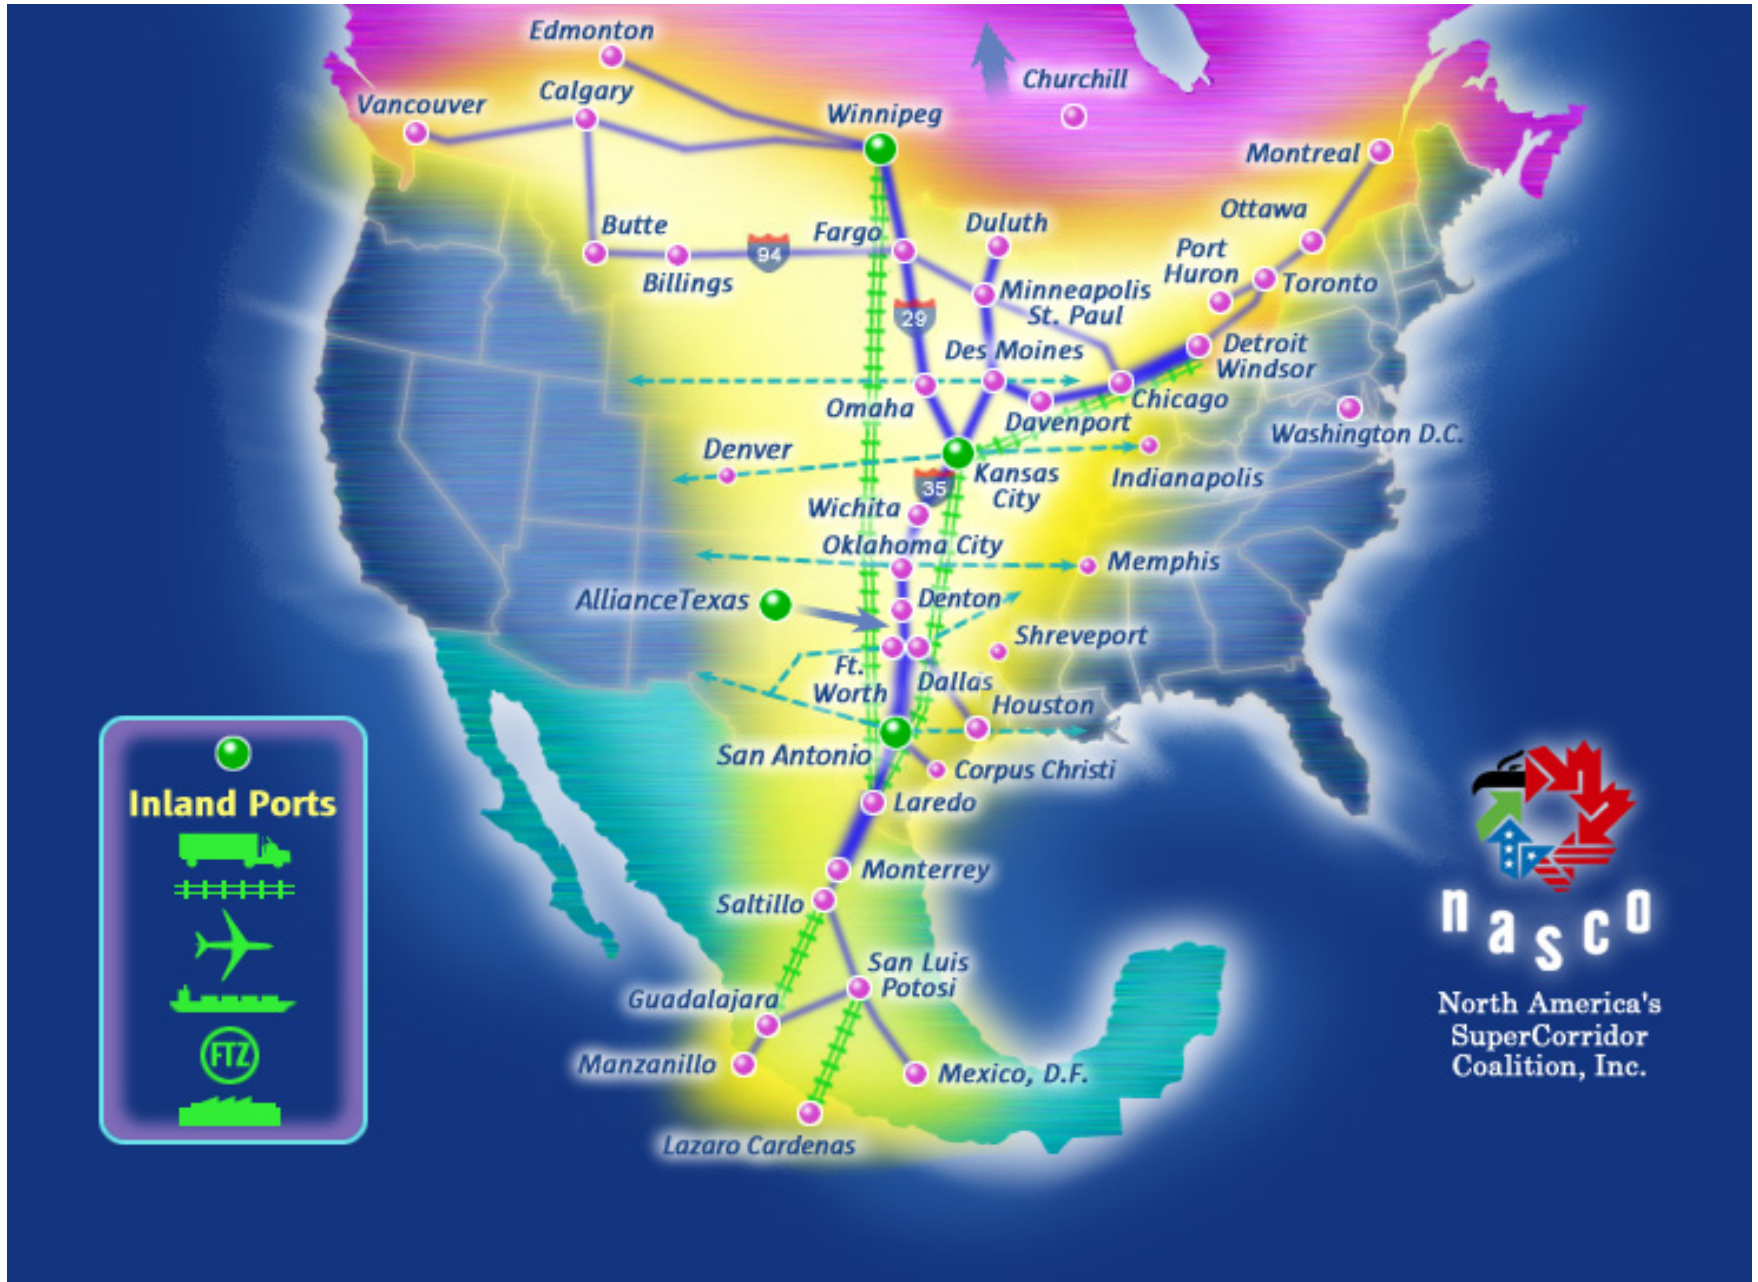 Edmonton
Calgary
Vancouver
Winnipeg
Churchill
Montreal
Ottawa
Butte
Fargo
Duluth
Port
Huron
Toronto
94
Billings
Minneapolis
St. Paul
29
Des Moines
Detroit
Windsor
Omaha
Davenport
Chicago
Washington D.C.
Denver
Kansas
City
Indianapolis
35
Wichita
Oklahoma City
Memphis
AllianceTexas
Denton
Shreveport
Ft.
Worth
Dallas
Houston
San Antonio
Corpus Christi
Laredo
Monterrey
Saltillo
San Luis
Potosi
Guadalajara
Manzanillo
Mexico, D.F.
Lazaro Cardenas
Inland Ports
FTZ
nasco
North America's
SuperCorridor
Coalition, Inc.